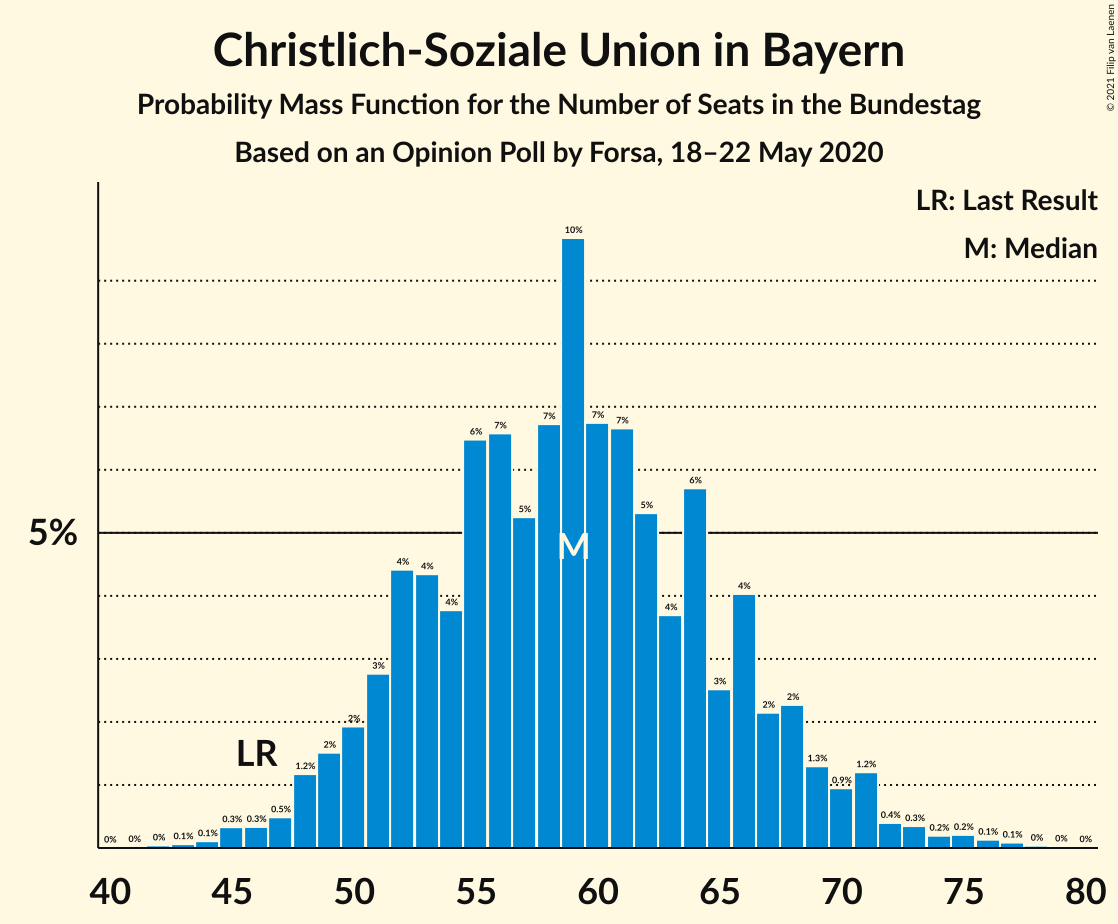 Christlich-Soziale Union in Bayern
Probability Mass Function for the Number of Seats in the Bundestag
Based on an Opinion Poll by Forsa, 18–22 May 2020
© 2021 Filip van Laenen
LR: Last Result
M: Median
5%
0% 0% 0% 0.1% 0.1% 0.3% 0.3% 0.5% 1.2% 2% 2% 3% 4% 4% 4% 6% 7% 5% 7% 10% 7% 7% 5% 4% 6% 3% 4% 2% 2% 1.3% 0.9% 1.2% 0.4% 0.3% 0.2% 0.2% 0.1% 0.1% 0% 0% 0%
M
LR
40 45 50 55 60 65 70 75 80